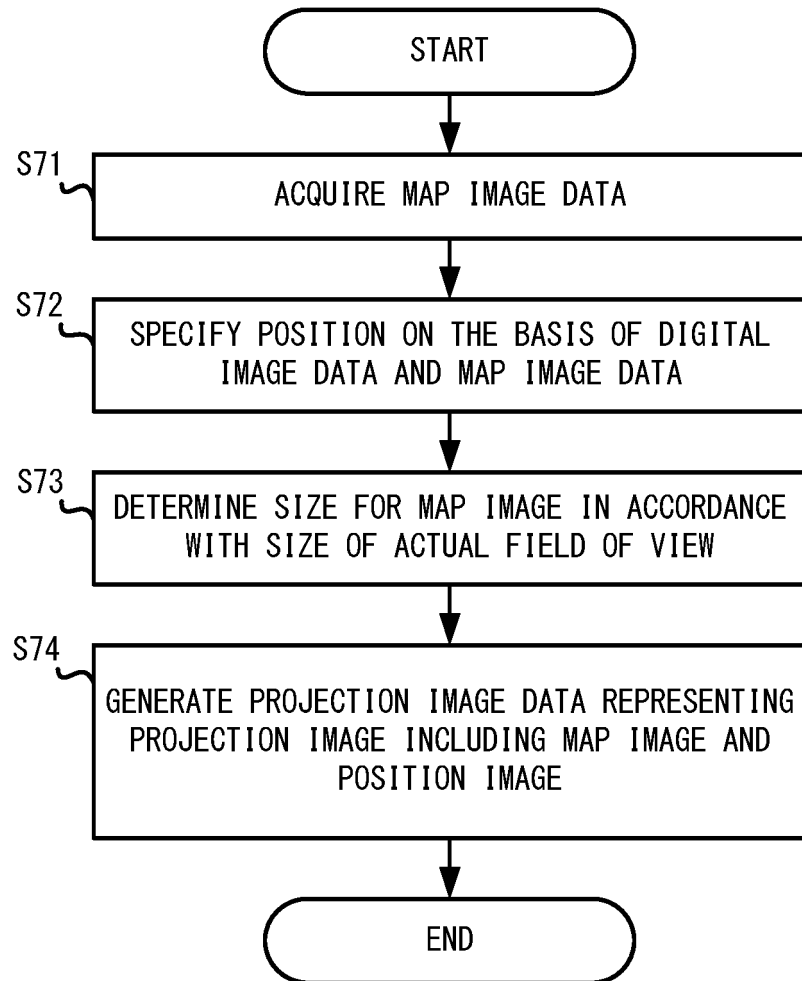 START
S71
ACQUIRE MAP IMAGE DATA
S72
SPECIFY POSITION ON THE BASIS OF DIGITAL
IMAGE DATA AND MAP IMAGE DATA
S73
DETERMINE SIZE FOR MAP IMAGE IN ACCORDANCE
WITH SIZE OF ACTUAL FIELD OF VIEW
S74
GENERATE PROJECTION IMAGE DATA REPRESENTING
PROJECTION IMAGE INCLUDING MAP IMAGE AND
POSITION IMAGE
END